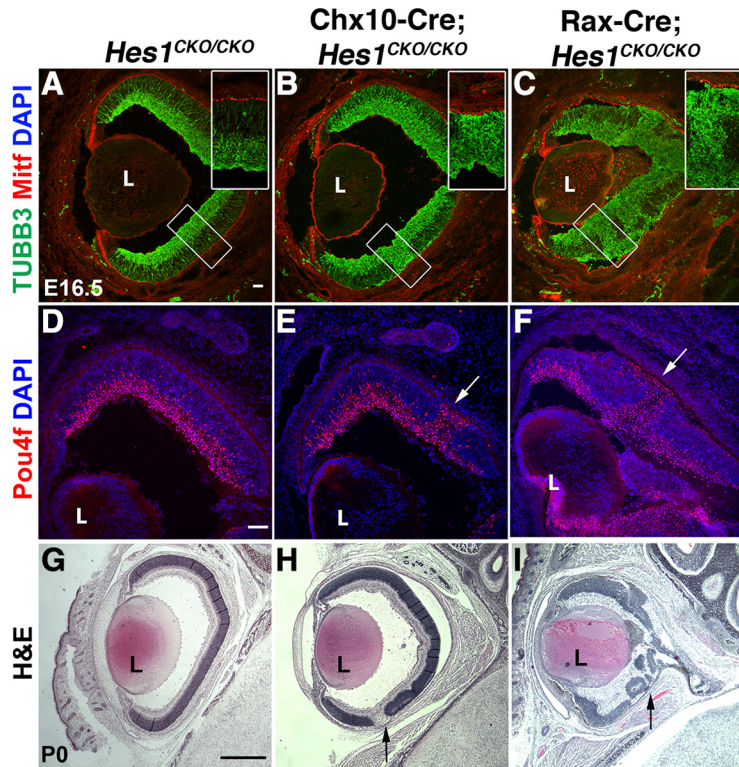 Hes1CKO/CKO
Chx10-Cre;
Hes1CKO/CKO
Rax-Cre;
Hes1CKO/CKO
TUBB3 Mitf DAPI
A
L
E16.5
B
L
C
L
Pou4f DAPI
D
L
E
L
F
L
H&E
G
L
P0
H
L
I
L